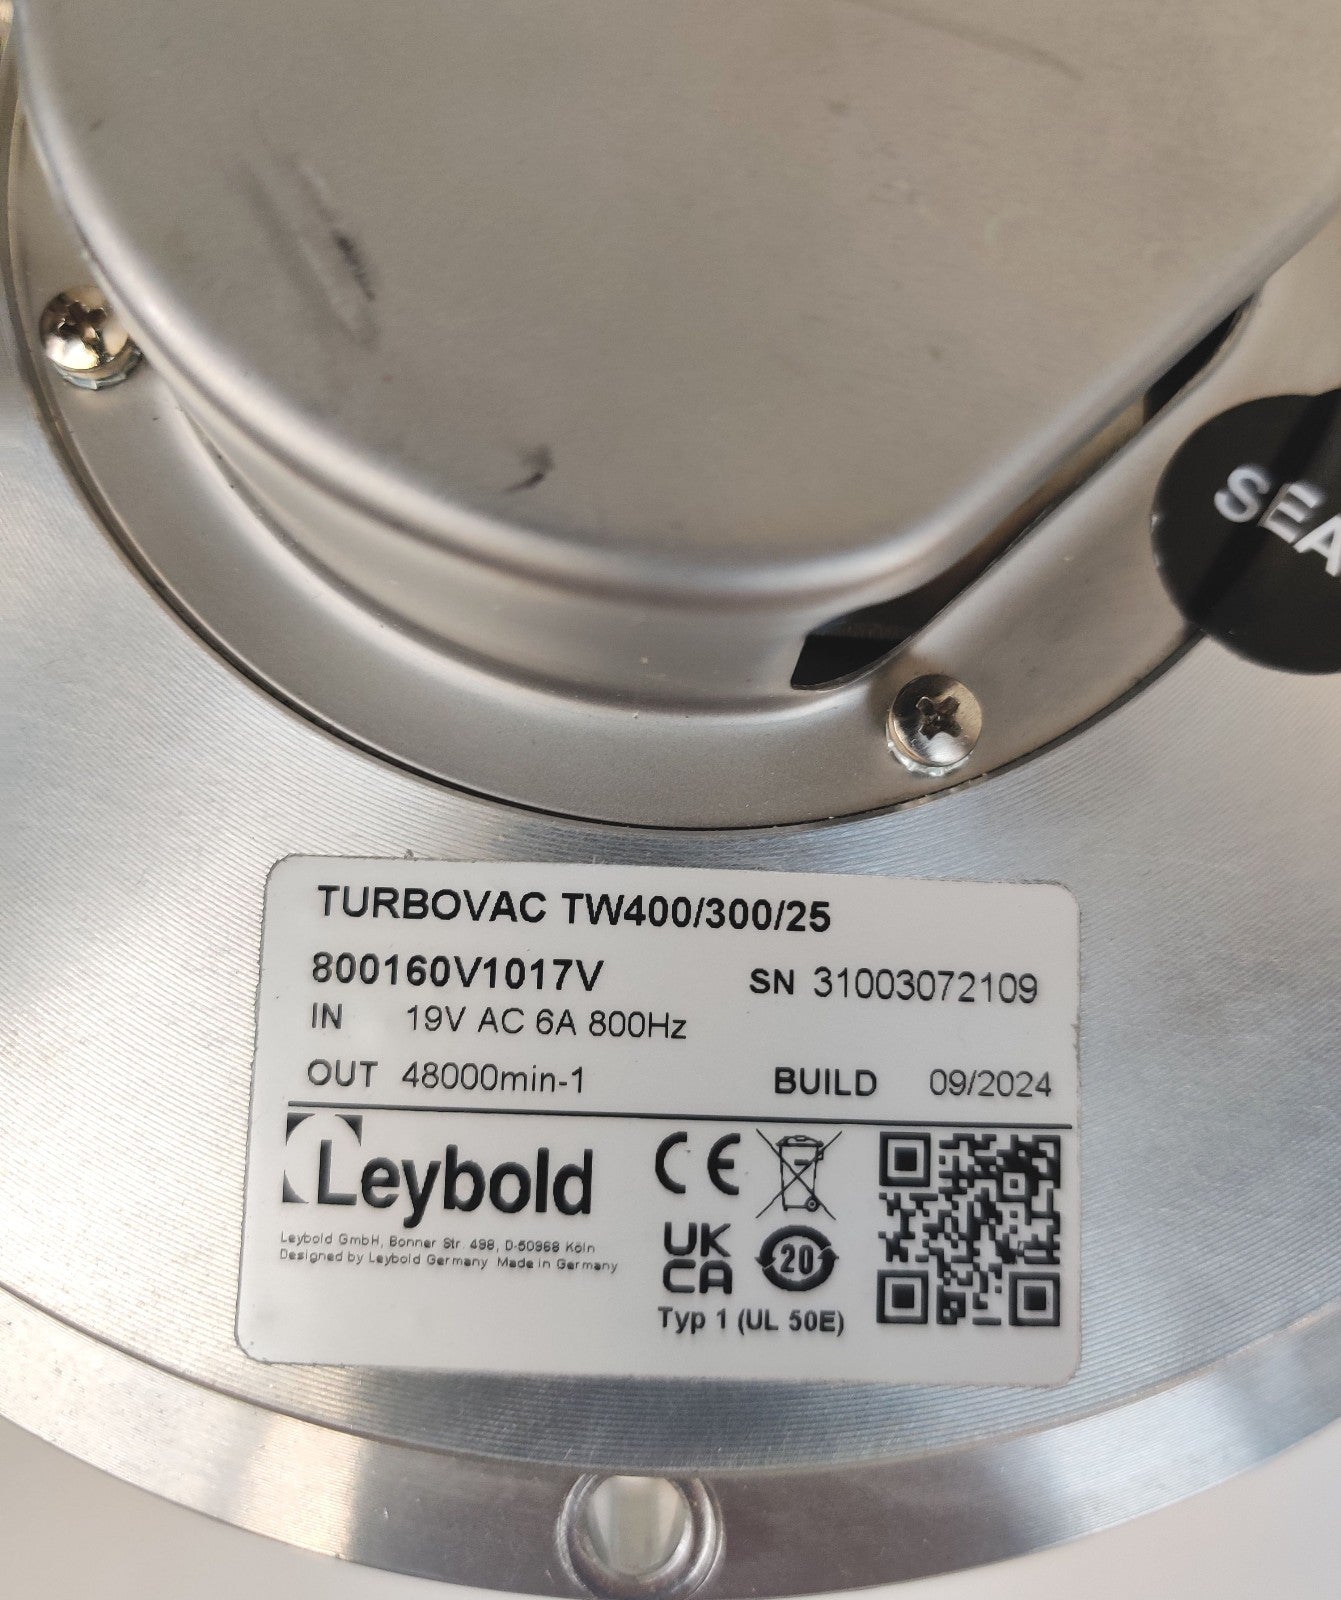 SEA
TURBOVAC TW400/300/25
800160V1017V SN 31003072109
IN 19V AC 6A 800Hz
OUT 48000min-1 BUILD 09/2024
Leybold
CE
Leybold GmbH, Bonner Str. 498, D-50968 Köln
Designed by Leybold Germany Made in Germany
UK
CA
20
Typ 1 (UL 50E)